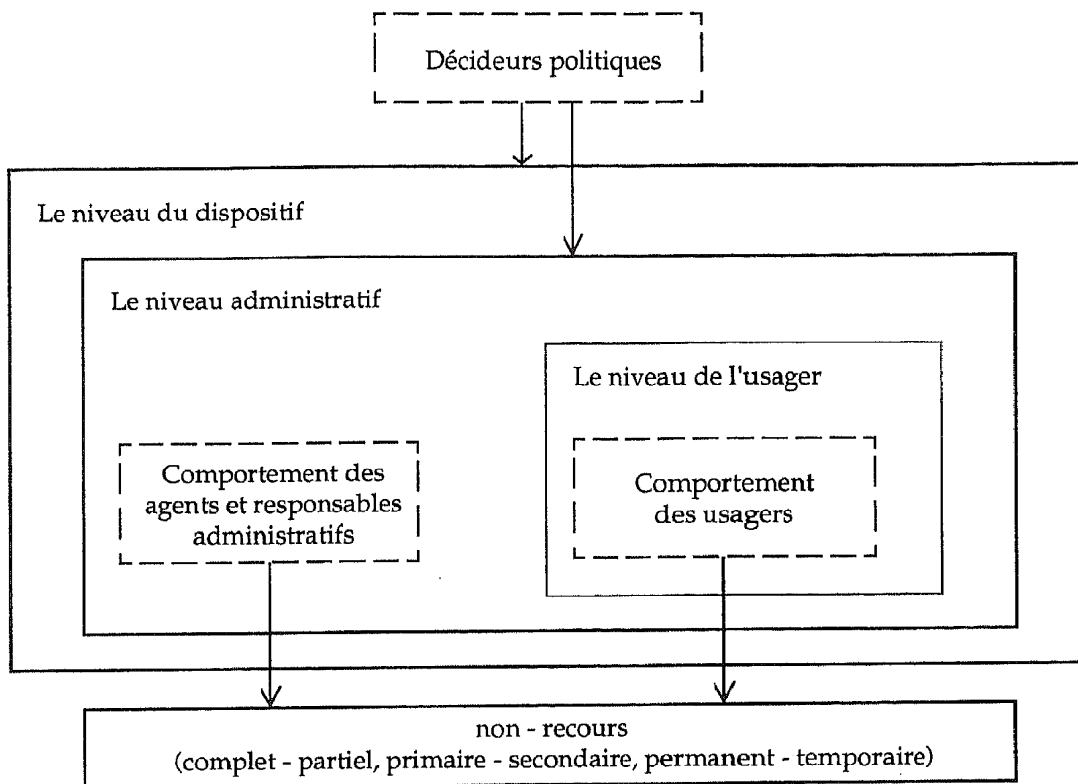 Décideurs politiques
Le niveau du dispositif
Le niveau administratif
Le niveau de l'usager
Comportement des
agents et responsables
administratifs
Comportement
des usagers
non - recours
(complet - partiel, primaire - secondaire, permanent - temporaire)